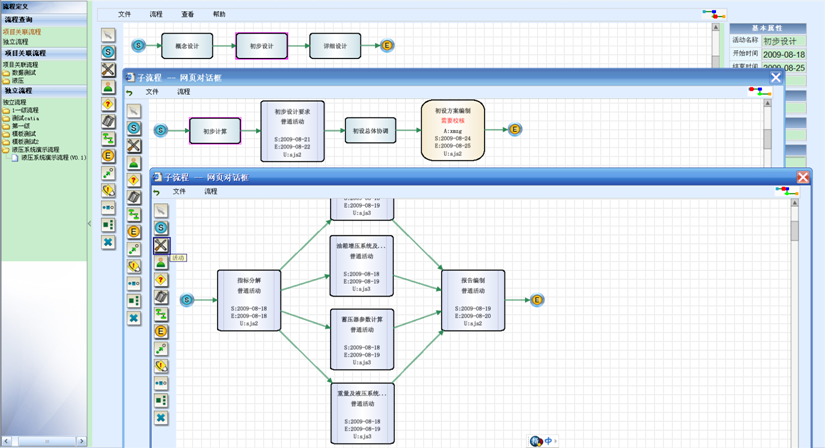 流程定义
流程查询
项目关联流程
独立流程
项目关联流程
项目关联流程
数据测试
液压
独立流程
独立流程
1一级流程
测试catia
第一级
模板测试
模板测试2
液压系统演示流程
液压系统演示流程(V0.1)
文件 流程 查看 帮助
S
概念设计
初步设计
详细设计
E
基本属性
活动名称 初步设计
开始时间 2009-08-18
结束时间 2009-08-25
子流程 -- 网页对话框
文件 流程
S
初步计算
初步设计要求
普通活动
S:2009-08-21
E:2009-08-22
U:sjs2
初设总体协调
初设方案编制
需要校核
A:xmzg
S:2009-08-24
E:2009-08-25
U:sjs2
E
子流程 -- 网页对话框
文件 流程
活动
S
指标分解
普通活动
S:2009-08-18
E:2009-08-18
U:sjs2
E:2009-08-19
U:sjs3
油箱增压系统及...
普通活动
S:2009-08-18
E:2009-08-19
U:sjs3
蓄压器参数计算
普通活动
S:2009-08-18
E:2009-08-19
U:sjs2
重量及液压系统...
普通活动
S:2009-08-18
E:2009-08-19
U:sjs3
报告编制
普通活动
S:2009-08-19
E:2009-08-20
U:sjs2
E
中